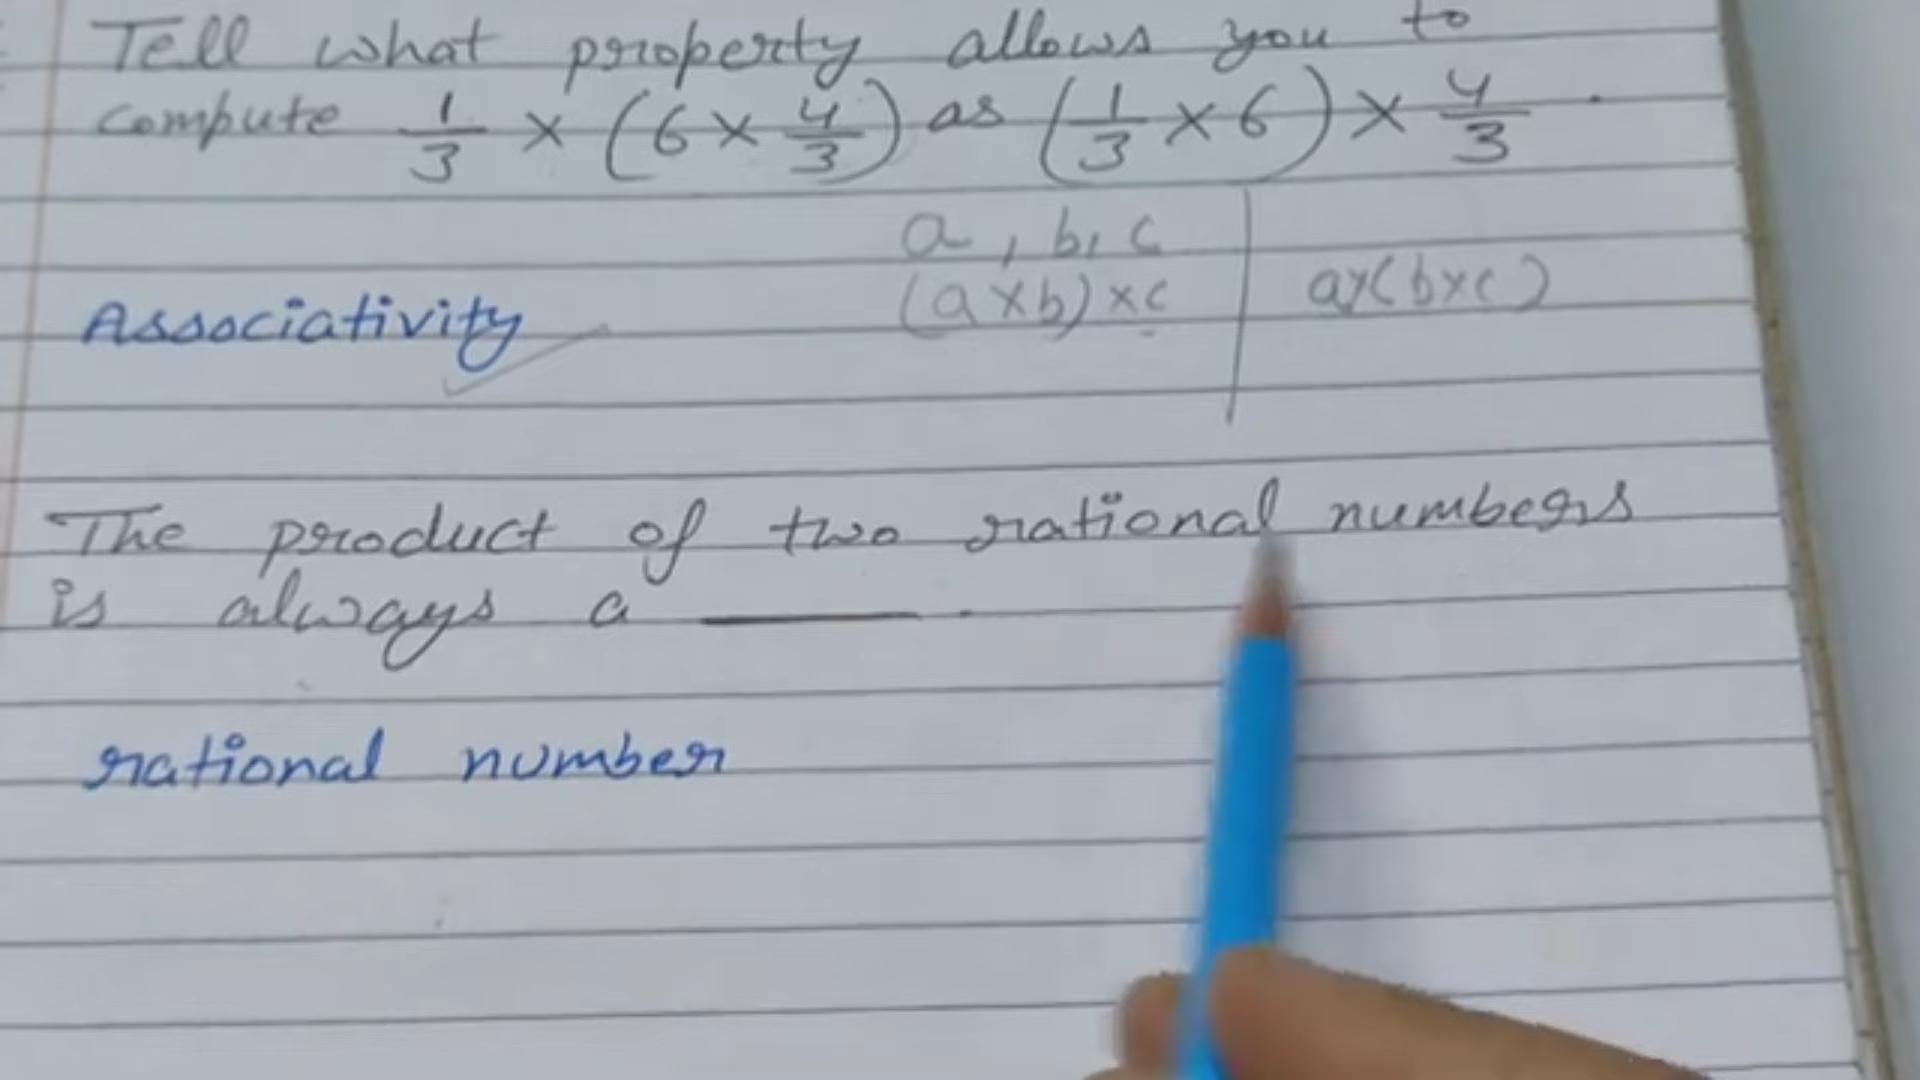 Tell what property allows you to
compute 1/3 × (6 × 4/3) as (1/3 × 6) × 4/3 .
a, b, c
(a×b)×c | a×(b×c)
Associativity
The product of two rational numbers
is always a ______.
rational number